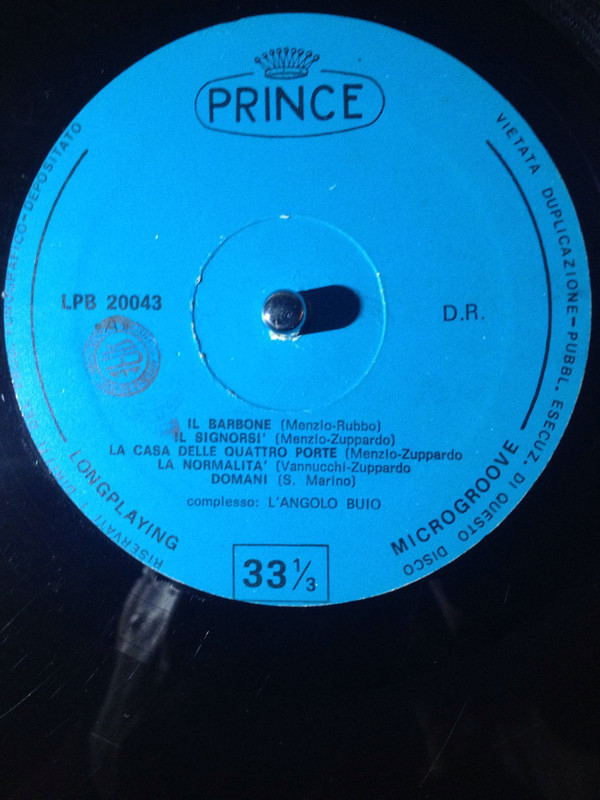 PRINCE
LPB 20043
D.R.
IL BARBONE (Menzio-Rubbo)
IL SIGNORSI' (Menzio-Zuppardo)
LA CASA DELLE QUATTRO PORTE (Menzio-Zuppardo
LA NORMALITA' (Vannucchi-Zuppardo
DOMANI (S. Marino)
complesso: L'ANGOLO BUIO
33 1/3
LONGPLAYING
MICROGROOVE
RISERVATI
DEPOSITATO
VIETATA DUPLICAZIONE-PUBBL. ESECUZ. DI QUESTO DISCO